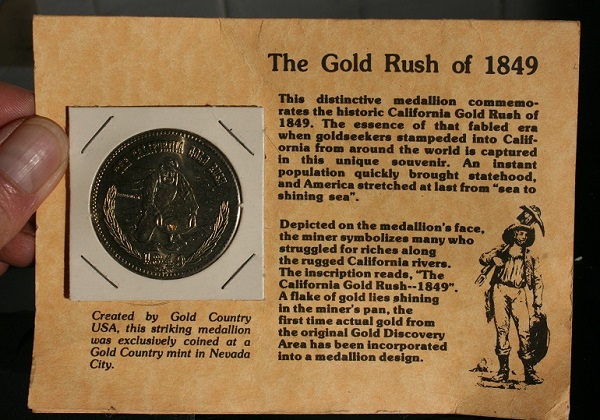 The Gold Rush of 1849
This distinctive medallion commemo-
rates the historic California Gold Rush of
1849. The essence of that fabled era
when goldseekers stampeded into Calif-
ornia from around the world is captured
in this unique souvenir. An instant
population quickly brought statehood,
and America stretched at last from "sea to
shining sea".
Depicted on the medallion's face,
the miner symbolizes many who
struggled for riches along
the rugged California rivers.
The inscription reads, "The
California Gold Rush--1849".
A flake of gold lies shining
in the miner's pan, the
first time actual gold from
the original Gold Discovery
Area has been incorporated
into a medallion design.
THE CALIFORNIA GOLD RUSH
Created by Gold Country
USA, this striking medallion
was exclusively coined at a
Gold Country mint in Nevada
City.